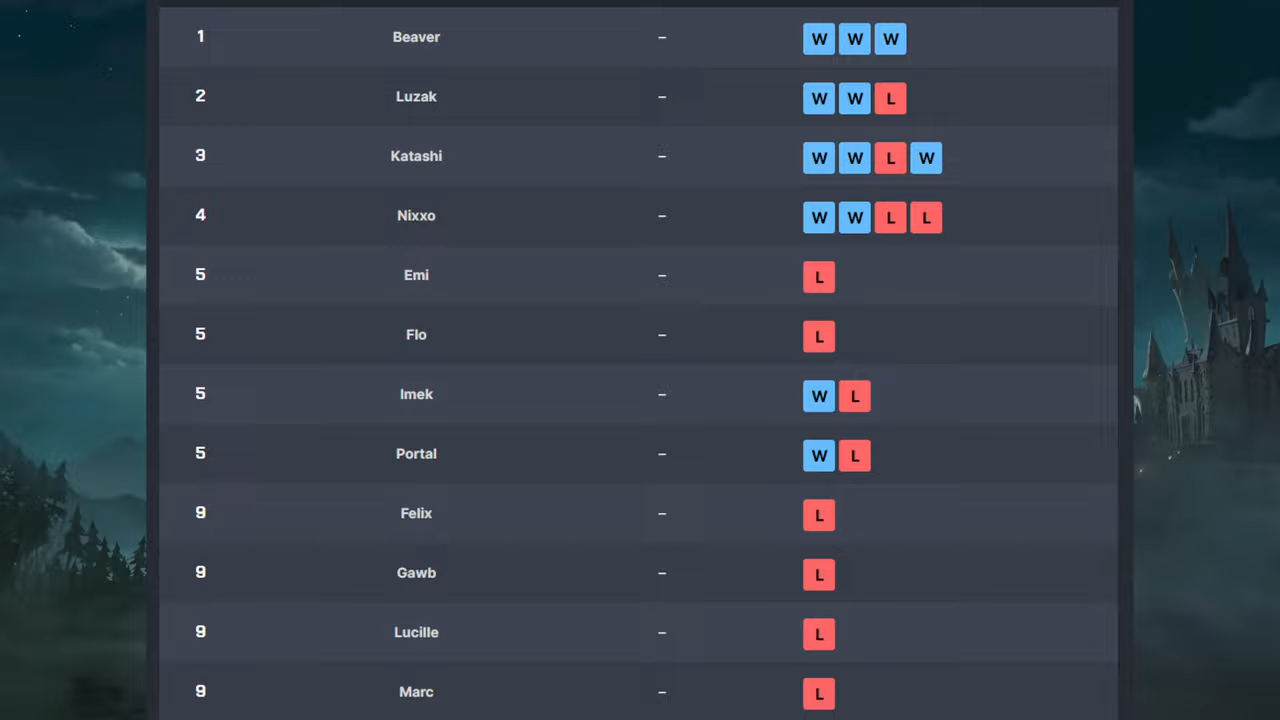 1 Beaver – W W W
2 Luzak – W W L
3 Katashi – W W L W
4 Nixxo – W W L L
5 Emi – L
5 Flo – L
5 Imek – W L
5 Portal – W L
9 Felix – L
9 Gawb – L
9 Lucille – L
9 Marc – L